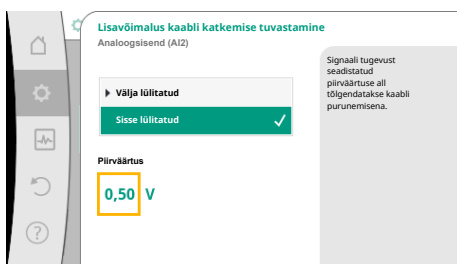 Lisavõimalus kaabli katkemise tuvastamine
Analoogsisend (AI2)
Signaali tugevust
seadistatud
piirväärtuse all
tõlgendatakse kaabli
purunemisena.
Välja lülitatud
Sisse lülitatud
Piirväärtus
0,50 V